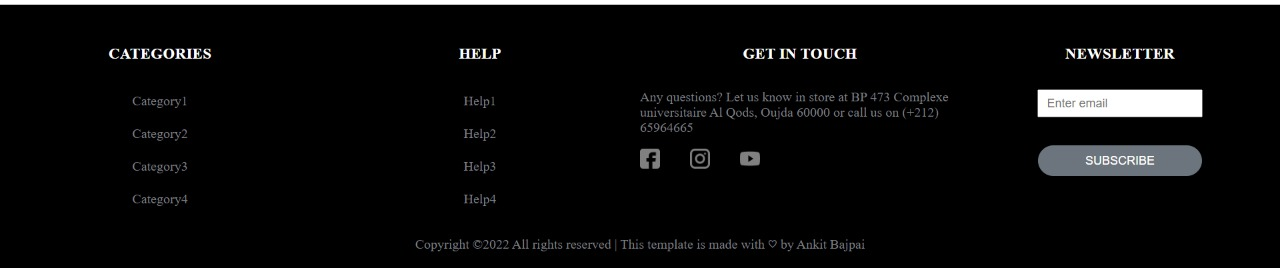 CATEGORIES
Category1
Category2
Category3
Category4
HELP
Help1
Help2
Help3
Help4
GET IN TOUCH
Any questions? Let us know in store at BP 473 Complexe
universitaire Al Qods, Oujda 60000 or call us on (+212)
65964665
NEWSLETTER
Enter email
SUBSCRIBE
Copyright ©2022 All rights reserved | This template is made with ♡ by Ankit Bajpai